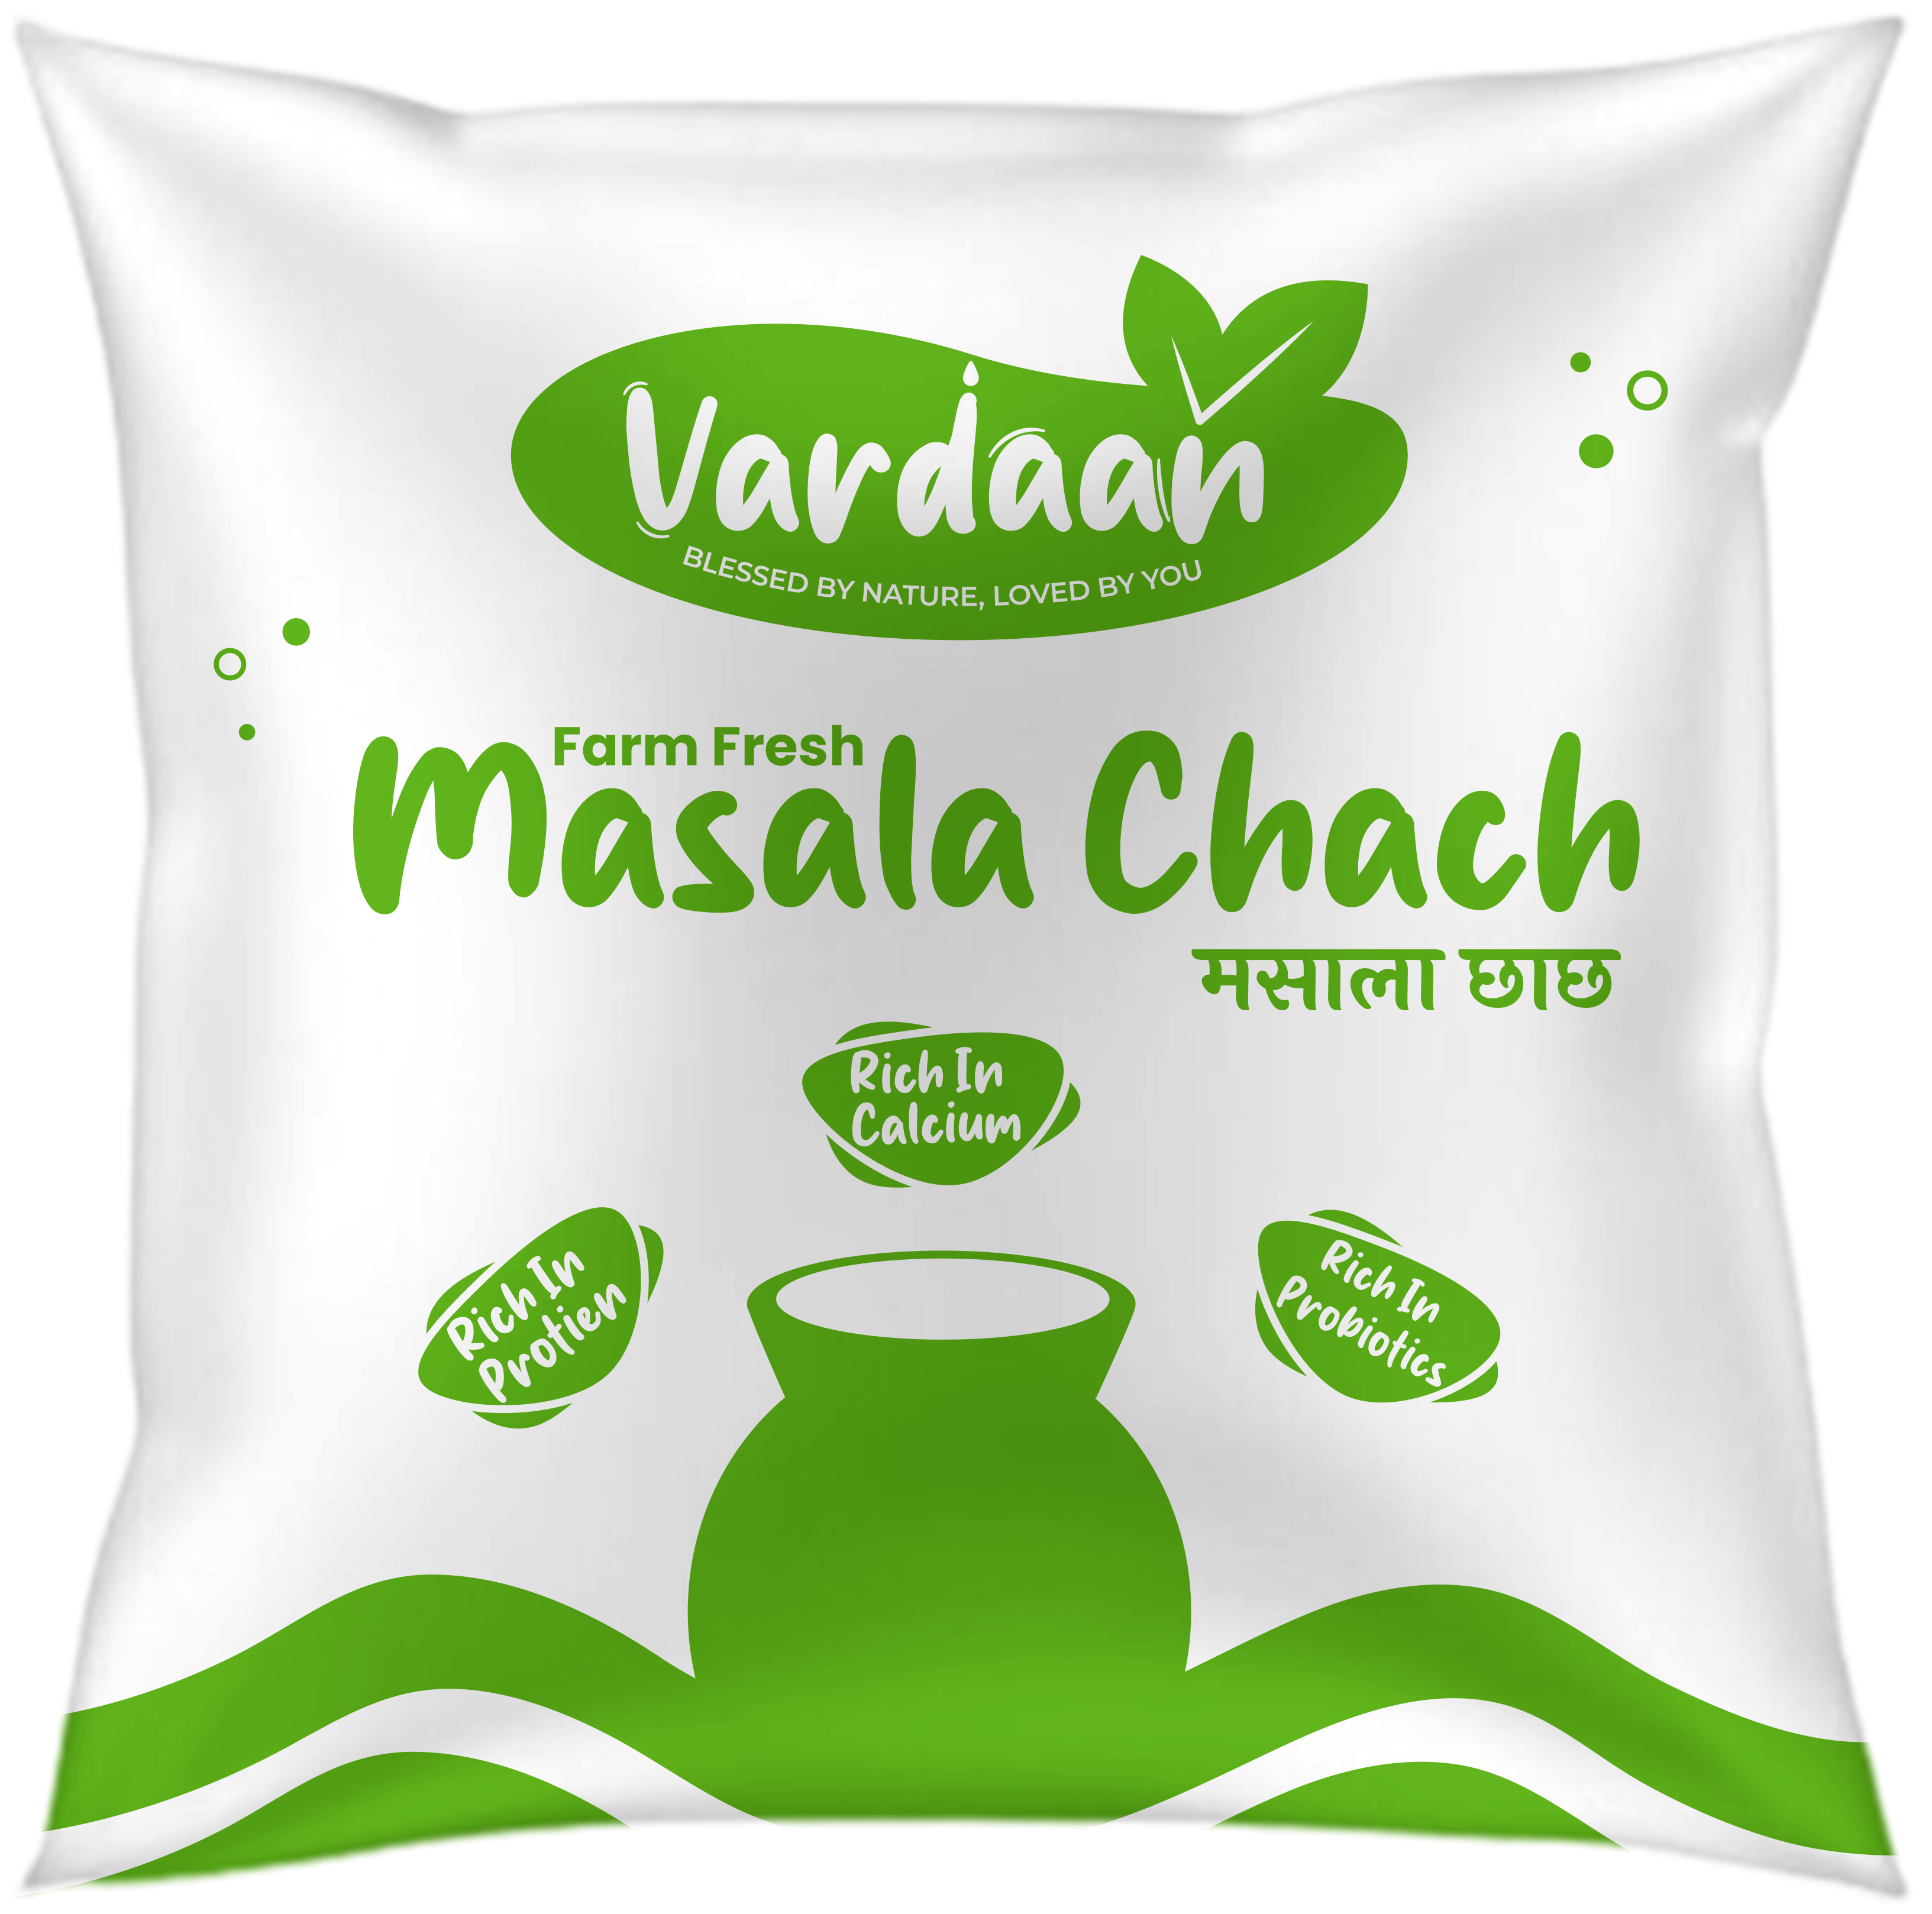 Vardaan
BLESSED BY NATURE, LOVED BY YOU
Farm Fresh
Masala Chach
मसाला छाछ
Rich In
Calcium
Rich In
Protien
Rich In
Probiotics